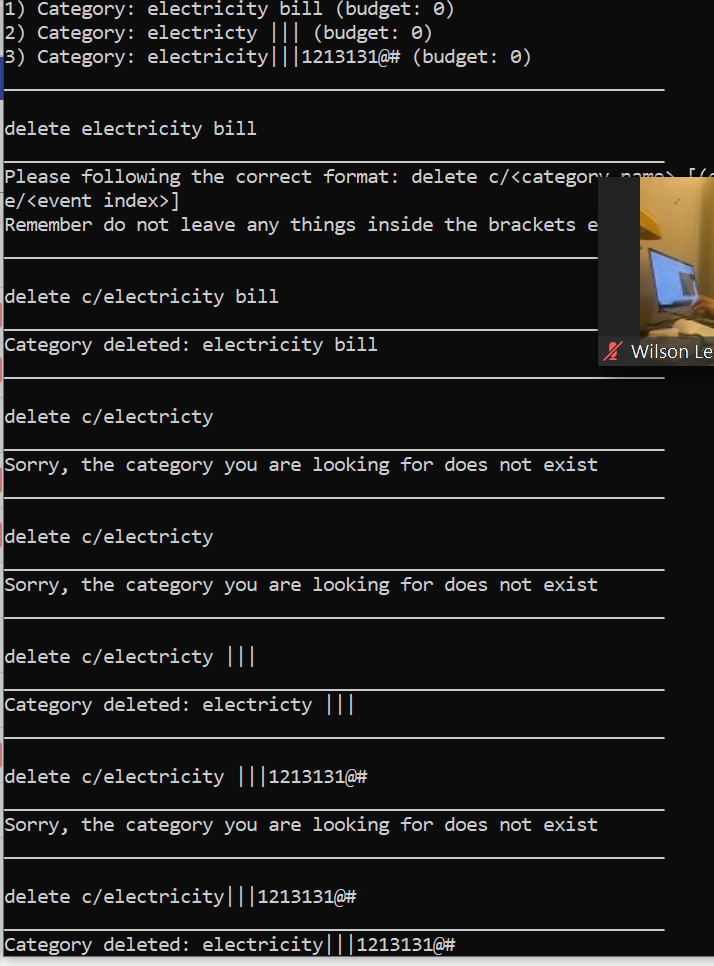 1) Category: electricity bill (budget: 0)
2) Category: electricty ||| (budget: 0)
3) Category: electricity|||1213131@# (budget: 0)
delete electricity bill
Please following the correct format: delete c/<category name> [(
e/<event index>]
Remember do not leave any things inside the brackets e
delete c/electricity bill
Category deleted: electricity bill
Wilson Le
delete c/electricty
Sorry, the category you are looking for does not exist
delete c/electricty
Sorry, the category you are looking for does not exist
delete c/electricty |||
Category deleted: electricty |||
delete c/electricity |||1213131@#
Sorry, the category you are looking for does not exist
delete c/electricity|||1213131@#
Category deleted: electricity|||1213131@#